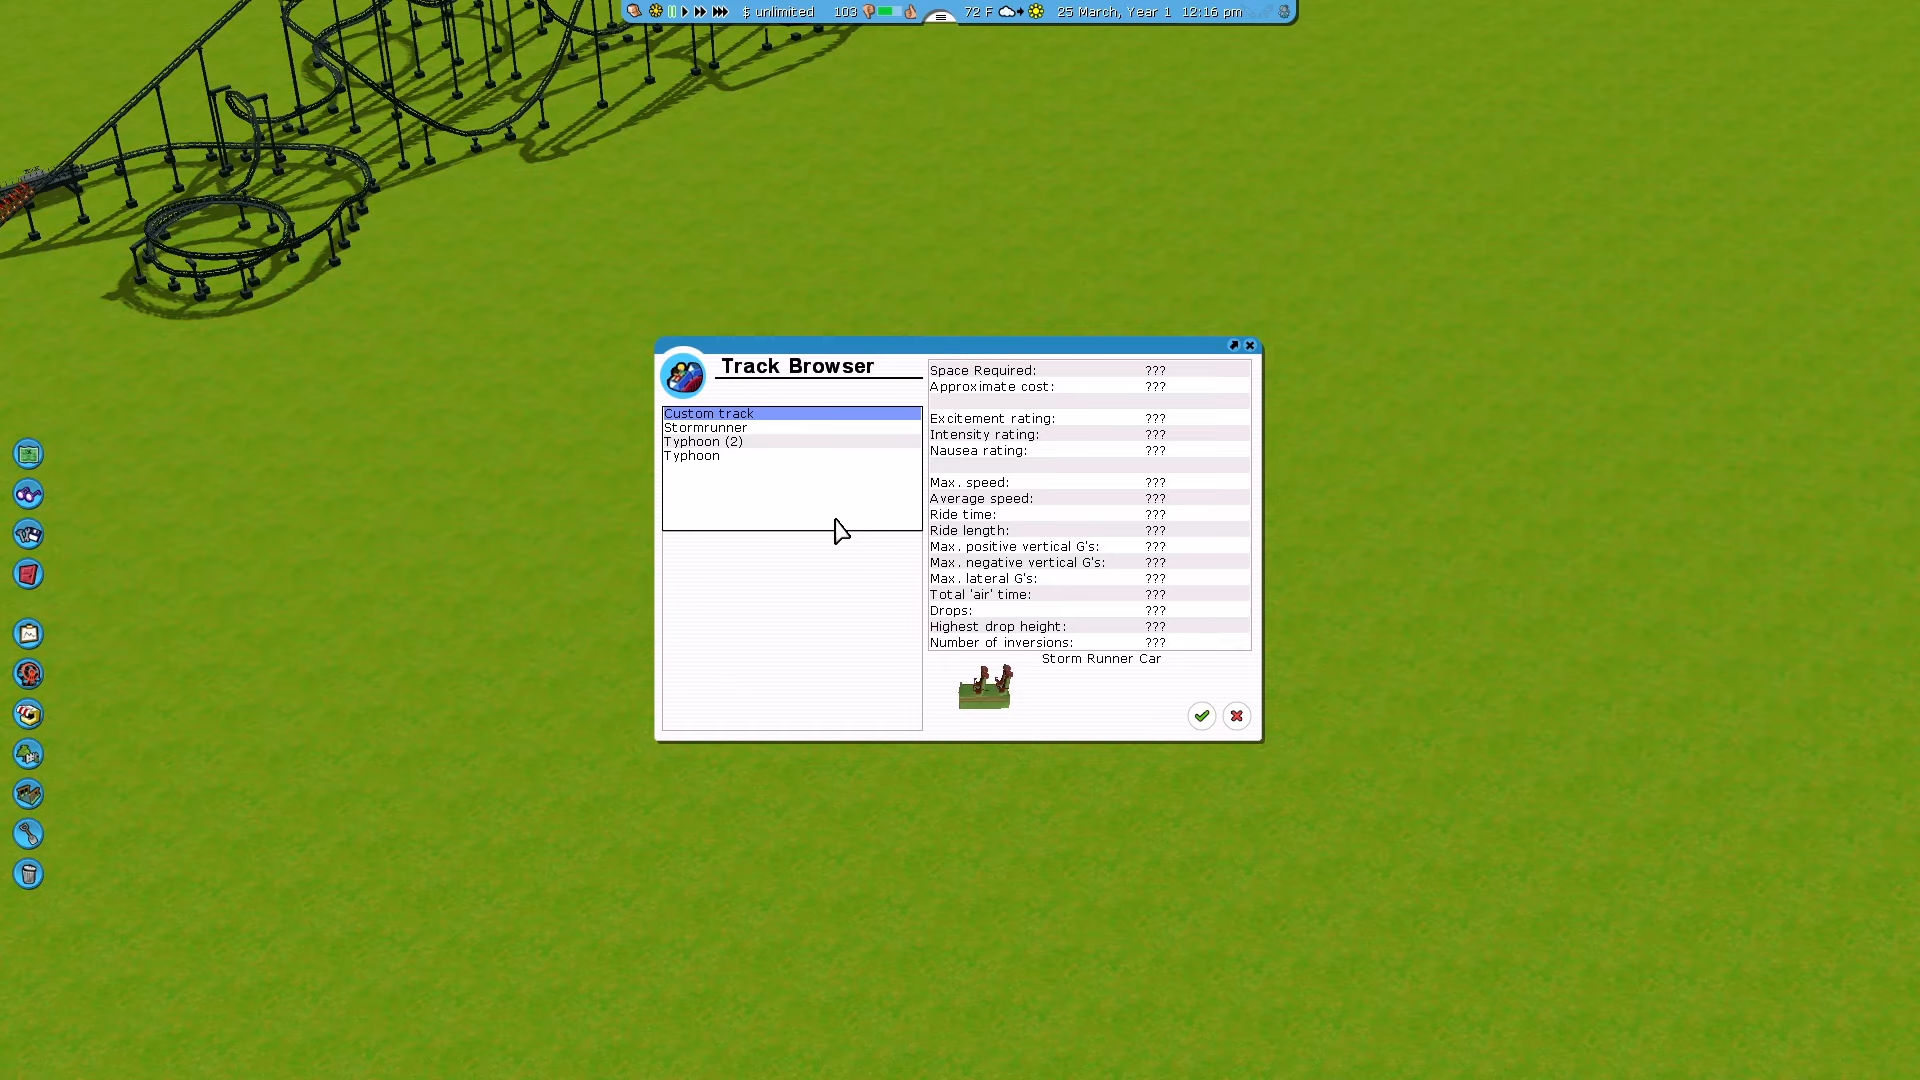 $ unlimited 103 72 F 25 March, Year 1 12:16 pm
Track Browser
Custom track
Stormrunner
Typhoon (2)
Typhoon
Space Required: ???
Approximate cost: ???
Excitement rating: ???
Intensity rating: ???
Nausea rating: ???
Max. speed: ???
Average speed: ???
Ride time: ???
Ride length: ???
Max. positive vertical G's: ???
Max. negative vertical G's: ???
Max. lateral G's: ???
Total 'air' time: ???
Drops: ???
Highest drop height: ???
Number of inversions: ???
Storm Runner Car